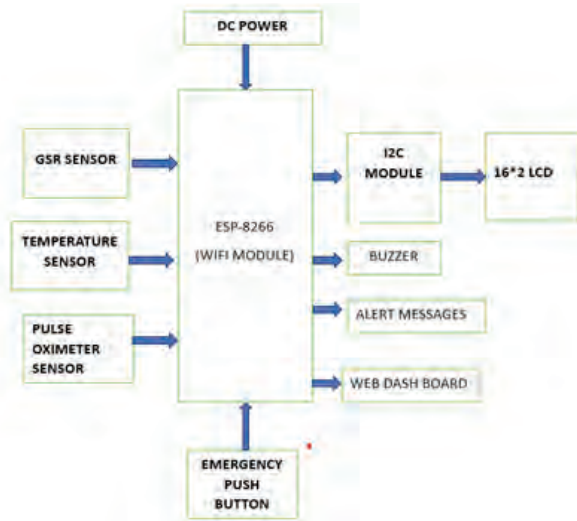 DC POWER
GSR SENSOR
TEMPERATURE
SENSOR
PULSE
OXIMETER
SENSOR
ESP-8266
(WIFI MODULE)
I2C
MODULE
16*2 LCD
BUZZER
ALERT MESSAGES
WEB DASH BOARD
EMERGENCY
PUSH
BUTTON